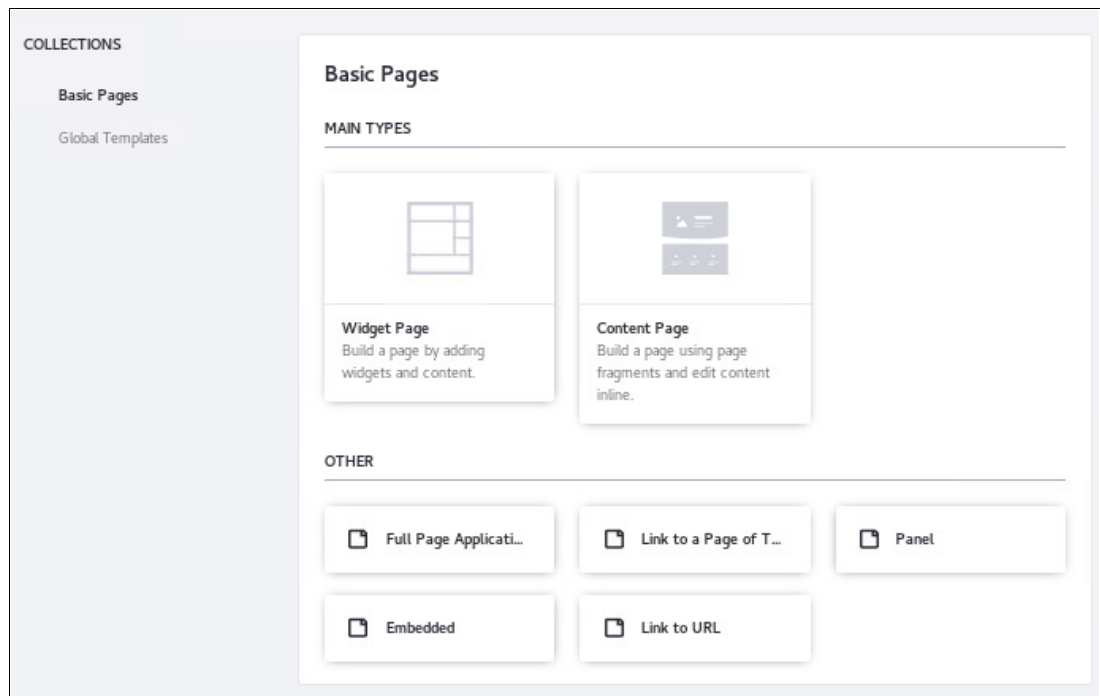 COLLECTIONS
Basic Pages
Global Templates
Basic Pages
MAIN TYPES
Widget Page
Build a page by adding
widgets and content.
Content Page
Build a page using page
fragments and edit content
inline.
OTHER
Full Page Applicati...
Link to a Page of T...
Panel
Embedded
Link to URL